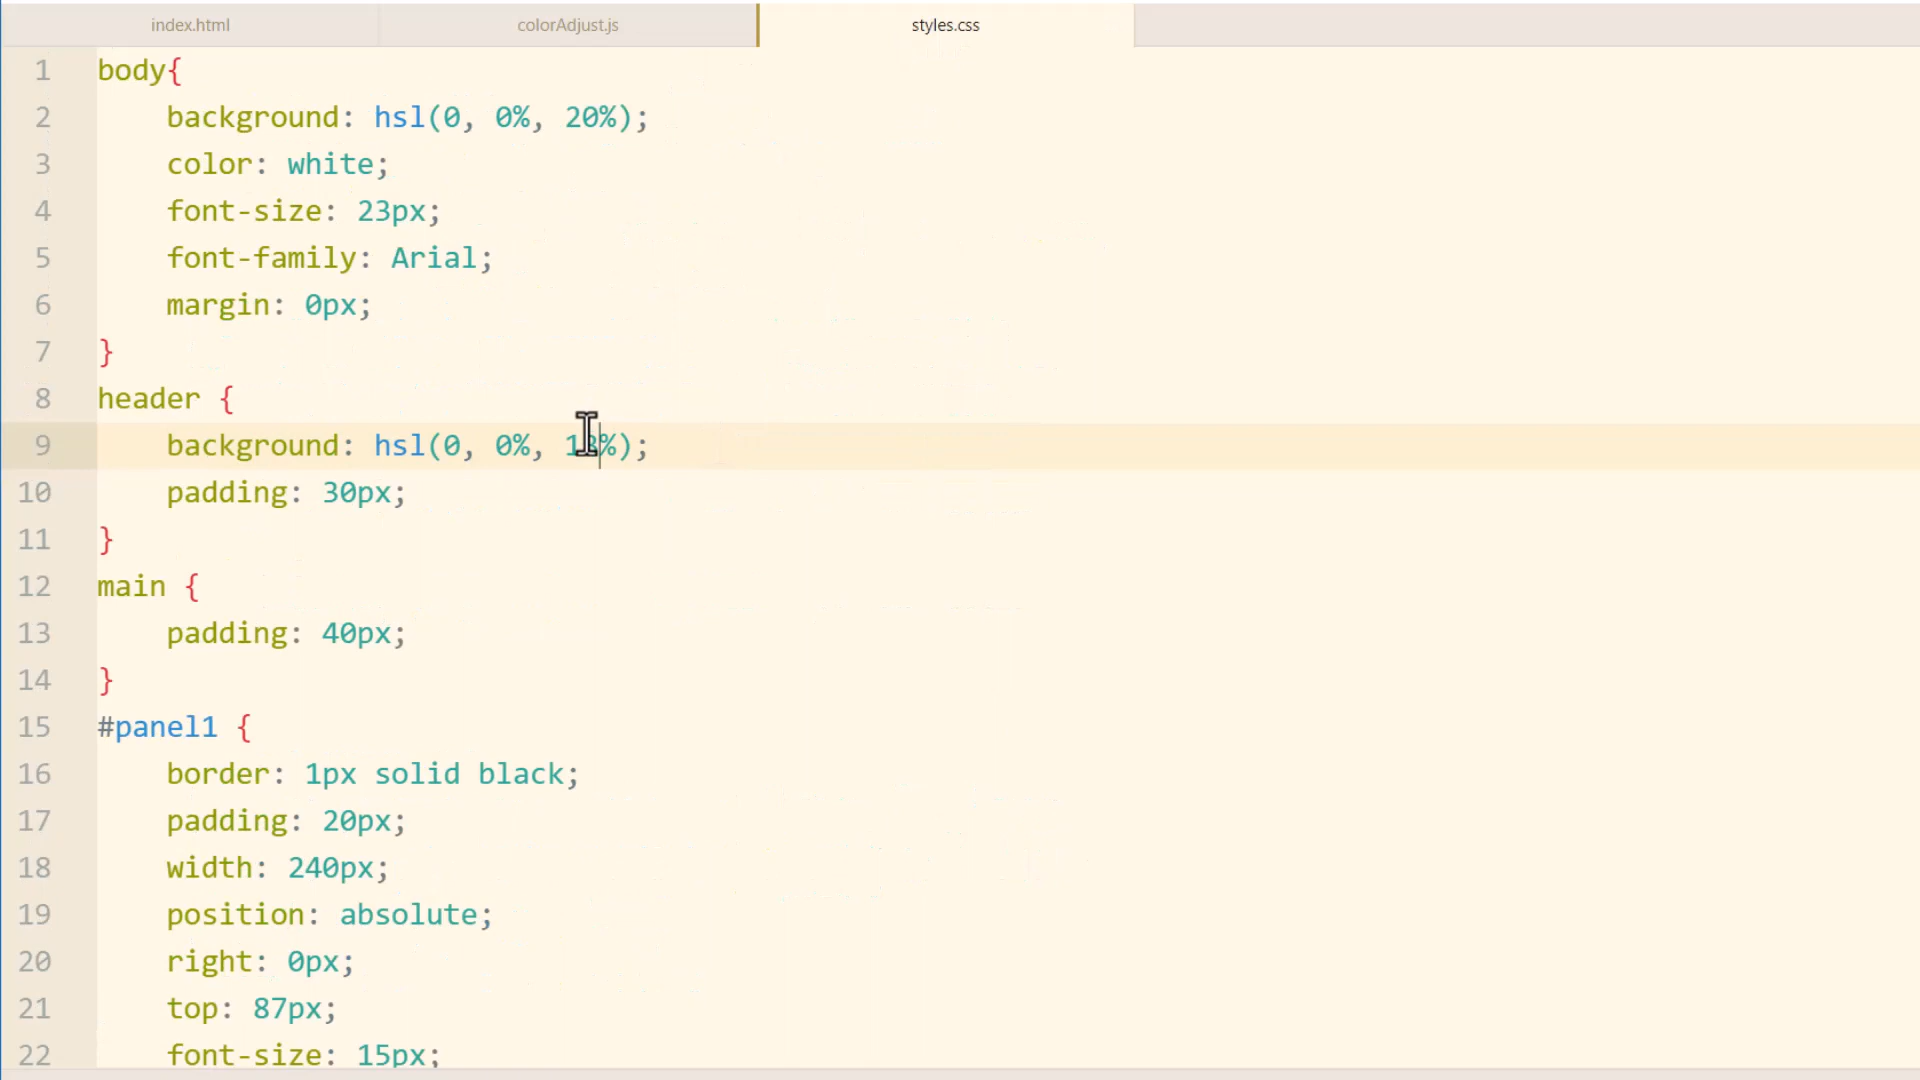 index.html colorAdjust.js styles.css
1 body{
2 background: hsl(0, 0%, 20%);
3 color: white;
4 font-size: 23px;
5 font-family: Arial;
6 margin: 0px;
7 }
8 header {
9 background: hsl(0, 0%,
10 padding: 30px;
11 }
12 main {
13 padding: 40px;
14 }
15 #panel1 {
16 border: 1px solid black;
17 padding: 20px;
18 width: 240px;
19 position: absolute;
20 right: 0px;
21 top: 87px;
22 font-size: 15px;